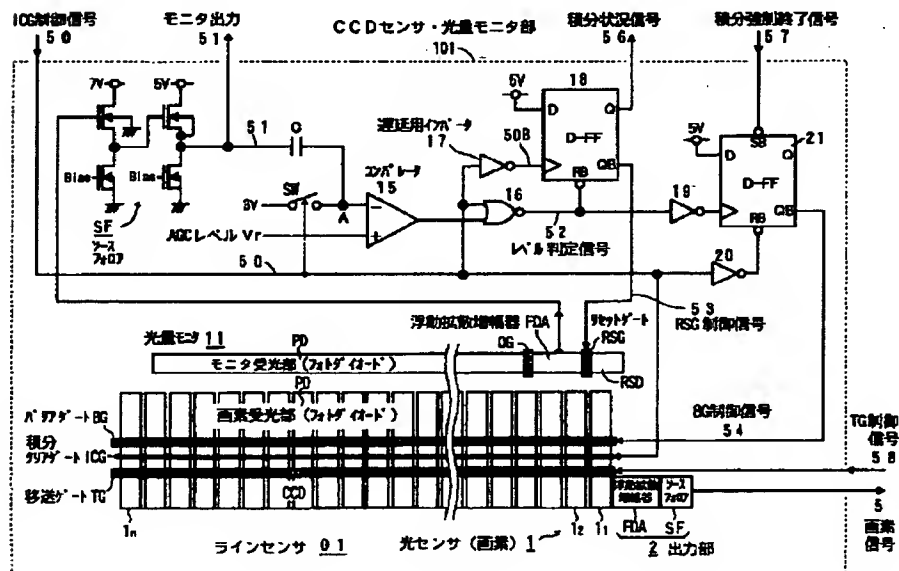 ICG制御信号
50
モニタ出力
51
CCDセンサ・光量モニタ部
101
積分状況信号
56
積分強制終了信号
57
7V
5V
5V
18
D
Q
D-FF
QB
RB
51
C
遅延用インバータ
17
50B
5V
21
SB
D
Q
D-FF
QB
RB
Bias
Bias
コンパレータ
15
16
19
SW
3V
A
SF
ソース
フォロア
AGCレベル Vr
52
レベル判定信号
20
50
53
RSG制御信号
浮動拡散増幅器 FDA
リセットゲート
RSG
光量モニタ 11
PD
OG
モニタ受光部(フォトダイオード)
RSD
PD
画素受光部(フォトダイオード)
バリアゲート BG
BG制御信号
54
積分
クリアゲート ICG
TG制御
信号
58
移送ゲート TG
CCD
浮動拡散
増幅器
ソース
フォロア
5
画素
信号
1n
12
11
FDA
SF
ラインセンサ 01
光センサ(画素) 1
2 出力部